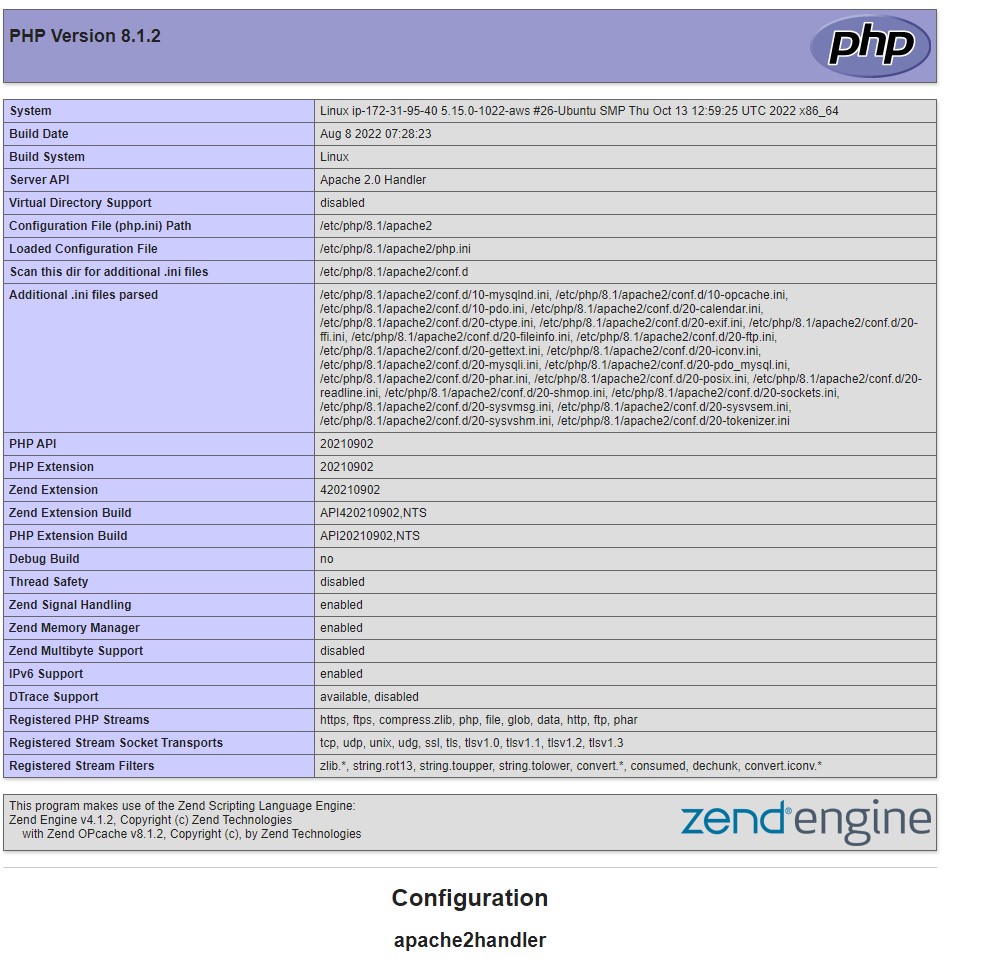 PHP Version 8.1.2
php
System Linux ip-172-31-95-40 5.15.0-1022-aws #26-Ubuntu SMP Thu Oct 13 12:59:25 UTC 2022 x86_64
Build Date Aug 8 2022 07:28:23
Build System Linux
Server API Apache 2.0 Handler
Virtual Directory Support disabled
Configuration File (php.ini) Path /etc/php/8.1/apache2
Loaded Configuration File /etc/php/8.1/apache2/php.ini
Scan this dir for additional .ini files /etc/php/8.1/apache2/conf.d
Additional .ini files parsed /etc/php/8.1/apache2/conf.d/10-mysqlnd.ini, /etc/php/8.1/apache2/conf.d/10-opcache.ini,
/etc/php/8.1/apache2/conf.d/10-pdo.ini, /etc/php/8.1/apache2/conf.d/20-calendar.ini,
/etc/php/8.1/apache2/conf.d/20-ctype.ini, /etc/php/8.1/apache2/conf.d/20-exif.ini, /etc/php/8.1/apache2/conf.d/20-
ffi.ini, /etc/php/8.1/apache2/conf.d/20-fileinfo.ini, /etc/php/8.1/apache2/conf.d/20-ftp.ini,
/etc/php/8.1/apache2/conf.d/20-gettext.ini, /etc/php/8.1/apache2/conf.d/20-iconv.ini,
/etc/php/8.1/apache2/conf.d/20-mysqli.ini, /etc/php/8.1/apache2/conf.d/20-pdo_mysql.ini,
/etc/php/8.1/apache2/conf.d/20-phar.ini, /etc/php/8.1/apache2/conf.d/20-posix.ini, /etc/php/8.1/apache2/conf.d/20-
readline.ini, /etc/php/8.1/apache2/conf.d/20-shmop.ini, /etc/php/8.1/apache2/conf.d/20-sockets.ini,
/etc/php/8.1/apache2/conf.d/20-sysvmsg.ini, /etc/php/8.1/apache2/conf.d/20-sysvsem.ini,
/etc/php/8.1/apache2/conf.d/20-sysvshm.ini, /etc/php/8.1/apache2/conf.d/20-tokenizer.ini
PHP API 20210902
PHP Extension 20210902
Zend Extension 420210902
Zend Extension Build API420210902,NTS
PHP Extension Build API20210902,NTS
Debug Build no
Thread Safety disabled
Zend Signal Handling enabled
Zend Memory Manager enabled
Zend Multibyte Support disabled
IPv6 Support enabled
DTrace Support available, disabled
Registered PHP Streams https, ftps, compress.zlib, php, file, glob, data, http, ftp, phar
Registered Stream Socket Transports tcp, udp, unix, udg, ssl, tls, tlsv1.0, tlsv1.1, tlsv1.2, tlsv1.3
Registered Stream Filters zlib.*, string.rot13, string.toupper, string.tolower, convert.*, consumed, dechunk, convert.iconv.*
This program makes use of the Zend Scripting Language Engine:
Zend Engine v4.1.2, Copyright (c) Zend Technologies
with Zend OPcache v8.1.2, Copyright (c), by Zend Technologies
zend® engine
Configuration
apache2handler